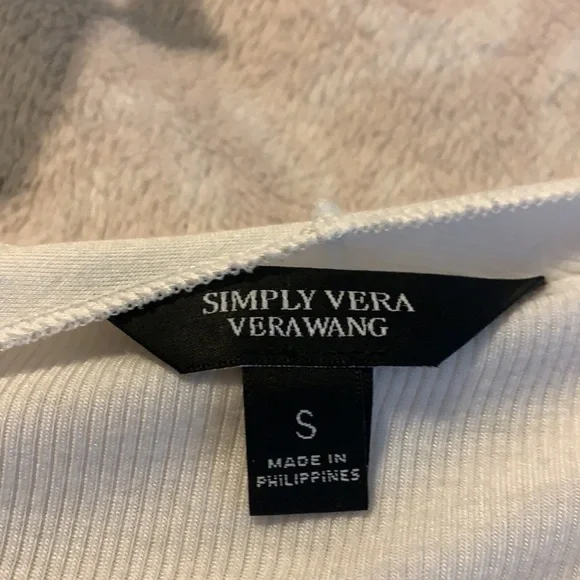 SIMPLY VERA
VERAWANG
S
MADE IN
PHILIPPINES